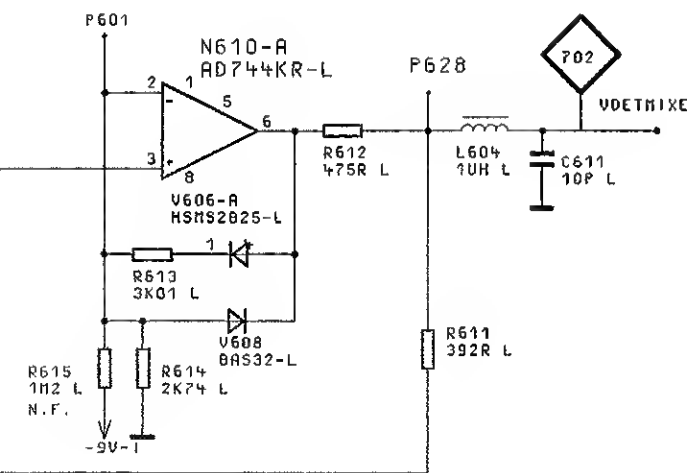 P601
N610-A
AD744KR-L
P628
702
VDETMIXE
2
1
5
6
3
8
R612
475R L
L604
1UH L
C611
10P L
V606-A
HSMS2825-L
1
R613
3K01 L
V608
BAS32-L
R611
392R L
R615
1M2 L
N.F.
R614
2K74 L
-9V-1